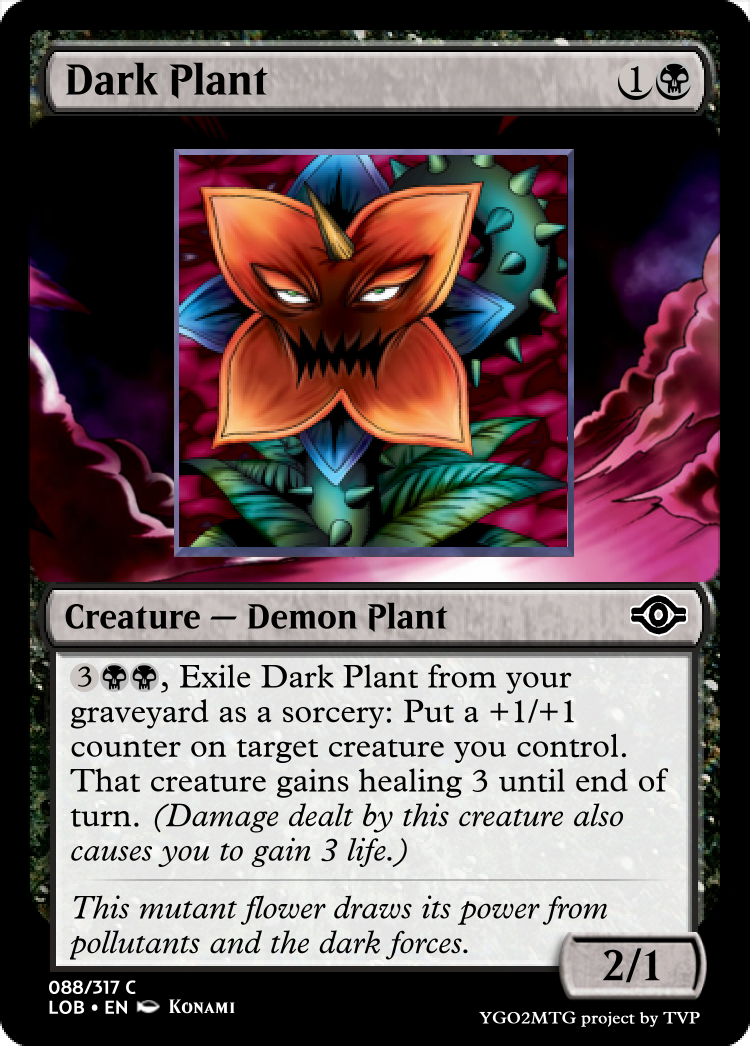 Dark Plant 1
Creature — Demon Plant
3, Exile Dark Plant from your
graveyard as a sorcery: Put a +1/+1
counter on target creature you control.
That creature gains healing 3 until end of
turn. (Damage dealt by this creature also
causes you to gain 3 life.)
This mutant flower draws its power from
pollutants and the dark forces.
2/1
088/317 C
LOB • EN Konami
YGO2MTG project by TVP